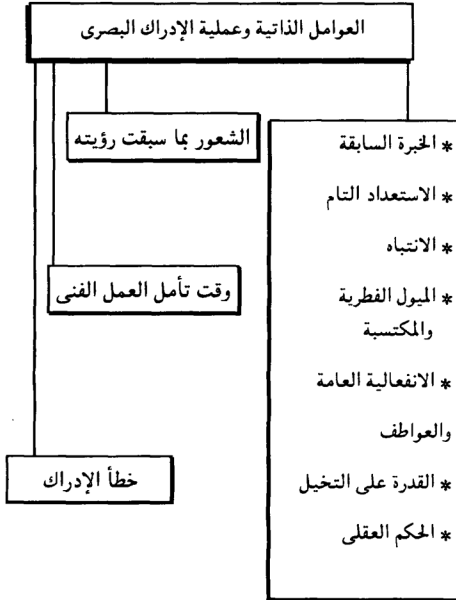 العوامل الذاتية وعملية الإدراك البصرى
الشعور بما سبقت رؤيته
* الخبرة السابقة
* الاستعداد التام
* الانتباه
وقت تأمل العمل الفنى
* الميول الفطرية
والمكتسبة
* الانفعالية العامة
والعواطف
خطأ الإدراك
* القدرة على التخيل
* الحكم العقلى